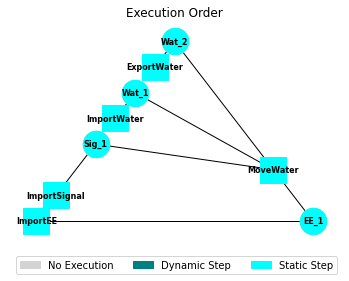 Execution Order
Wat_2
ExportWater
Wat_1
ImportWater
Sig_1
MoveWater
ImportSignal
ImportEE
EE_1
No Execution
Dynamic Step
Static Step